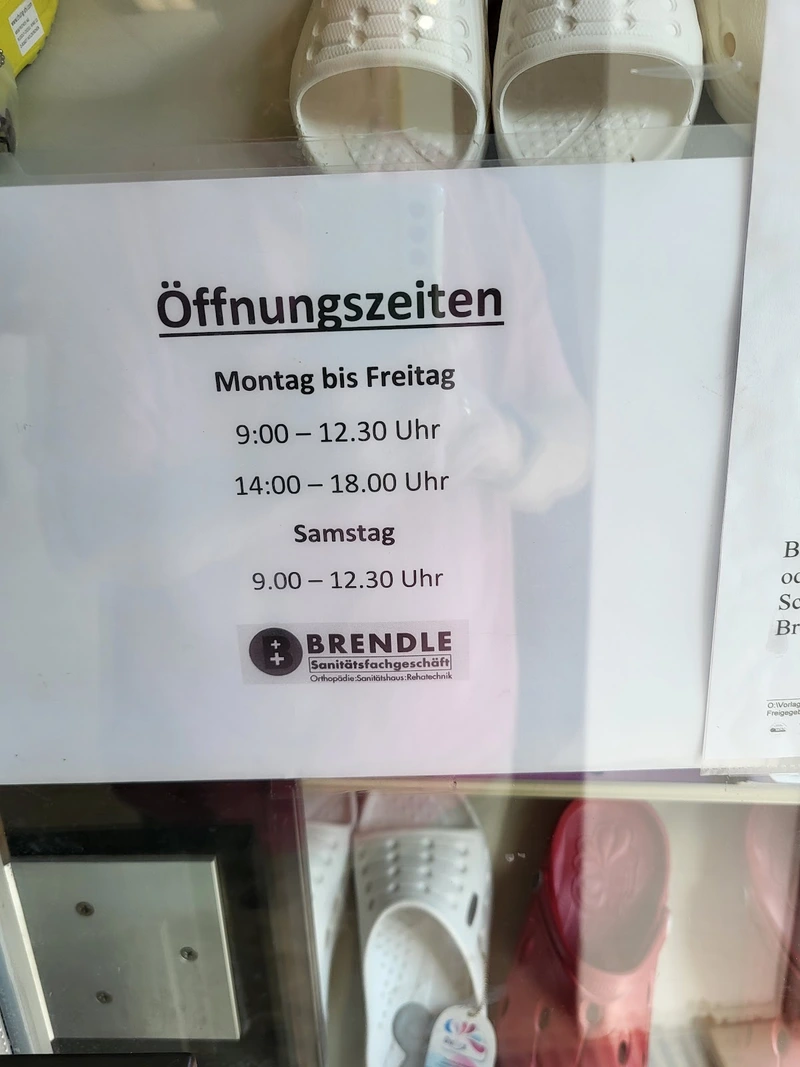 Öffnungszeiten
Montag bis Freitag
9:00 – 12.30 Uhr
14:00 – 18.00 Uhr
Samstag
9.00 – 12.30 Uhr
BRENDLE
Sanitätsfachgeschäft
Orthopädie:Sanitätshaus:Rehatechnik